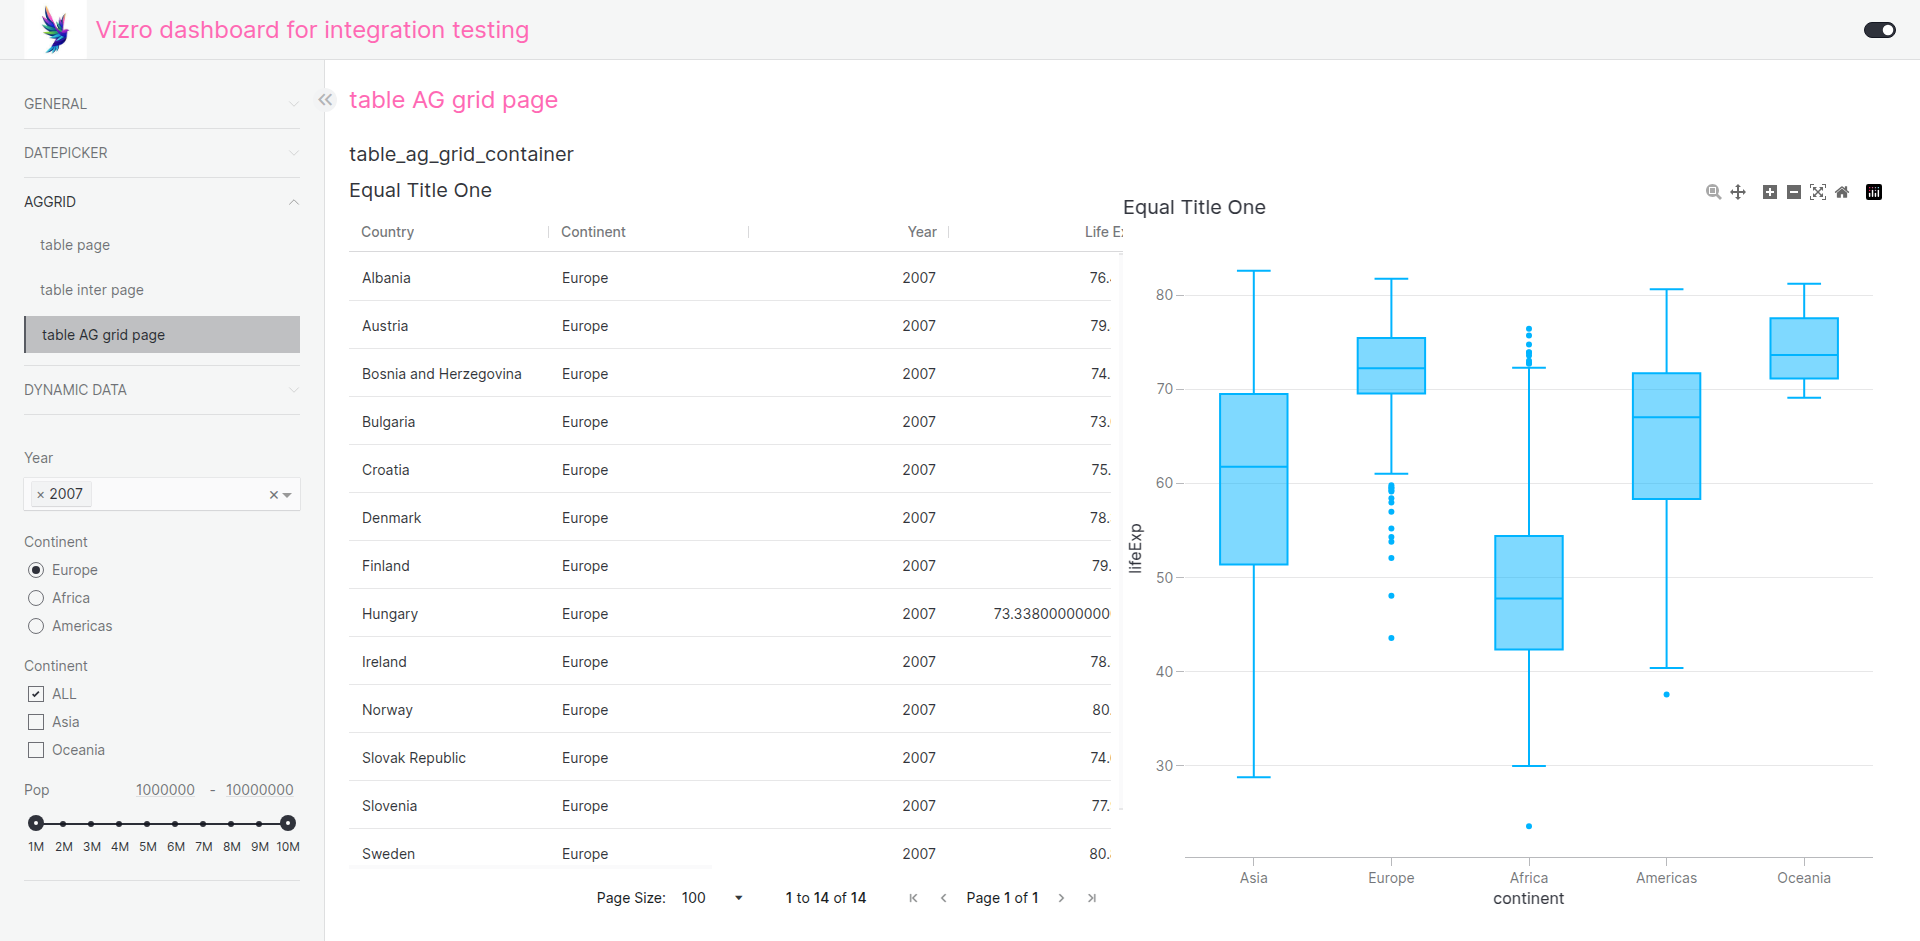 Vizro dashboard for integration testing
GENERAL
DATEPICKER
AGGRID
table page
table inter page
table AG grid page
DYNAMIC DATA
Year
× 2007
Continent
Europe
Africa
Americas
Continent
ALL
Asia
Oceania
Pop 1000000 - 10000000
1M 2M 3M 4M 5M 6M 7M 8M 9M 10M
table AG grid page
table_ag_grid_container
Equal Title One
Country Continent Year Life E
Albania Europe 2007 76.
Austria Europe 2007 79.
Bosnia and Herzegovina Europe 2007 74.
Bulgaria Europe 2007 73.
Croatia Europe 2007 75.
Denmark Europe 2007 78.
Finland Europe 2007 79.
Hungary Europe 2007 73.33800000000
Ireland Europe 2007 78.
Norway Europe 2007 80.
Slovak Republic Europe 2007 74.
Slovenia Europe 2007 77.
Sweden Europe 2007 80.
Page Size: 100 1 to 14 of 14 Page 1 of 1
Equal Title One
80
70
60
50
40
30
lifeExp
Asia Europe Africa Americas Oceania
continent